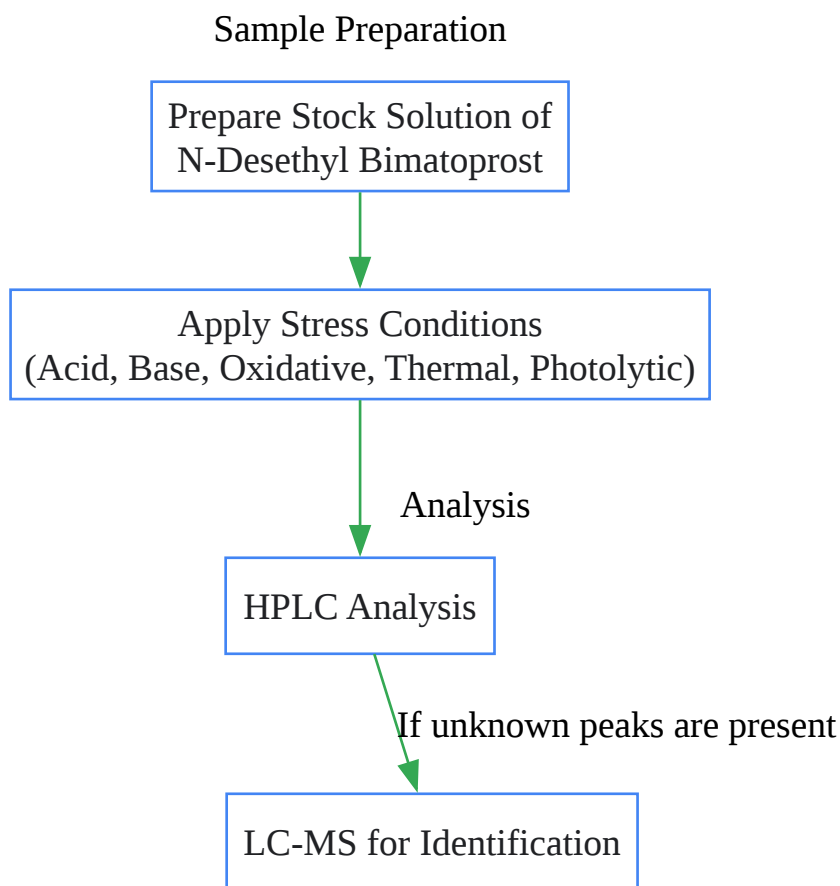 Sample Preparation
Prepare Stock Solution of
N-Desethyl Bimatoprost
Apply Stress Conditions
(Acid, Base, Oxidative, Thermal, Photolytic)
Analysis
HPLC Analysis
If unknown peaks are present
LC-MS for Identification